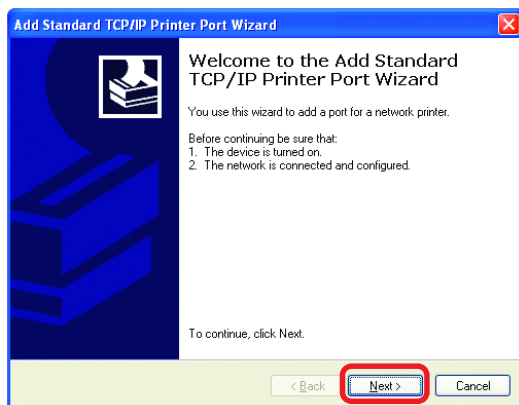 Add Standard TCP/IP Printer Port Wizard
Welcome to the Add Standard
TCP/IP Printer Port Wizard
You use this wizard to add a port for a network printer.
Before continuing be sure that:
1. The device is turned on.
2. The network is connected and configured.
To continue, click Next.
< Back
Next >
Cancel